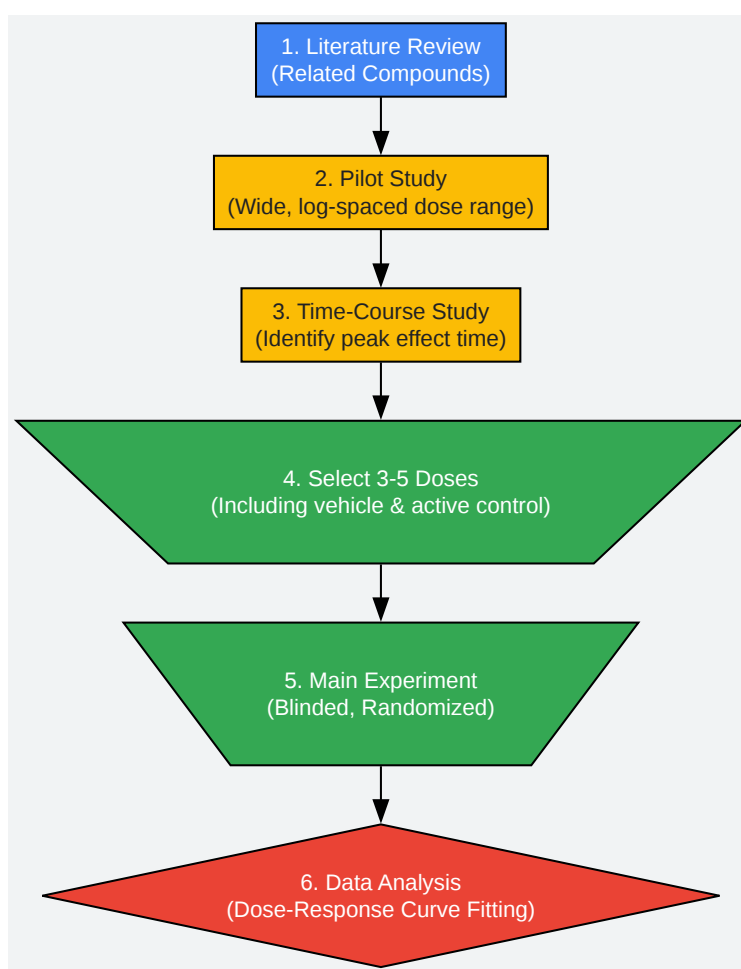 1. Literature Review
(Related Compounds)
2. Pilot Study
(Wide, log-spaced dose range)
3. Time-Course Study
(Identify peak effect time)
4. Select 3-5 Doses
(Including vehicle & active control)
5. Main Experiment
(Blinded, Randomized)
6. Data Analysis
(Dose-Response Curve Fitting)